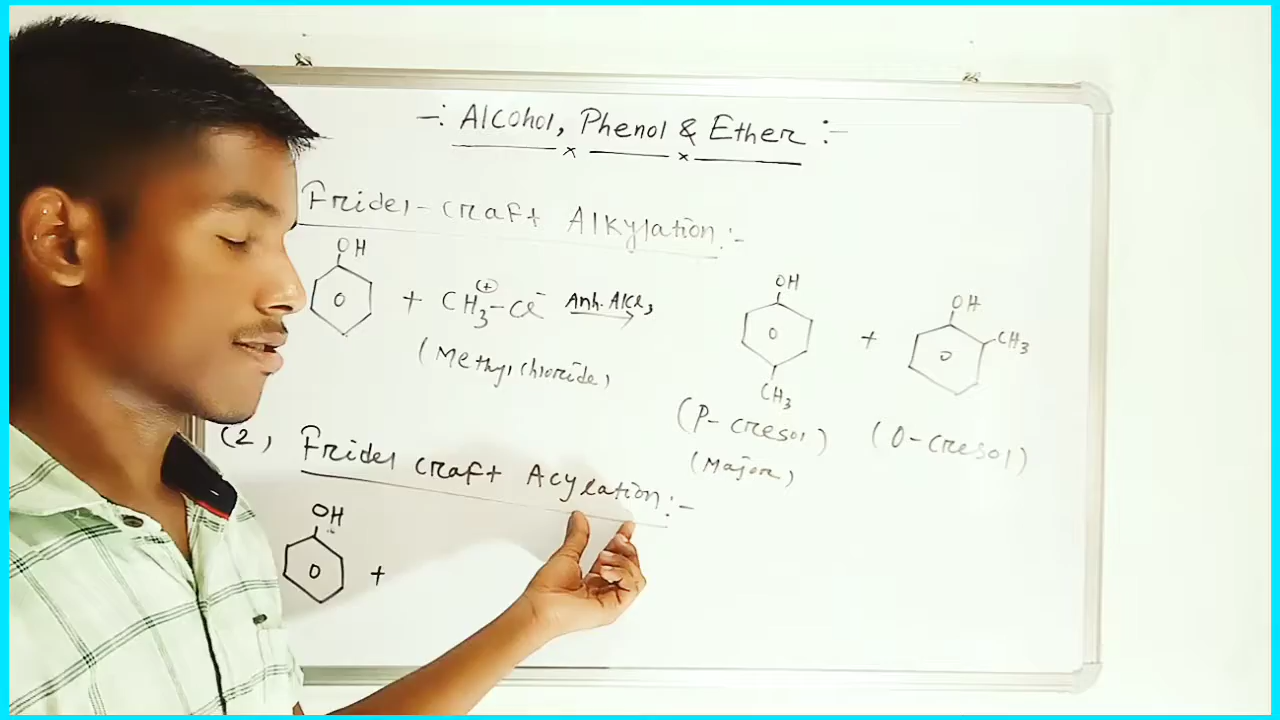 -: Alcohol, Phenol & Ether :-
Fridel-craft Alkylation :-
OH
+ CH3 - Cl Anh. AlCl3
(+) -
(Methyl chloride)
OH
CH3
(P-cresol)
(Major)
+
OH
CH3
(O-cresol)
(2) Fridel craft Acylation :-
OH
+